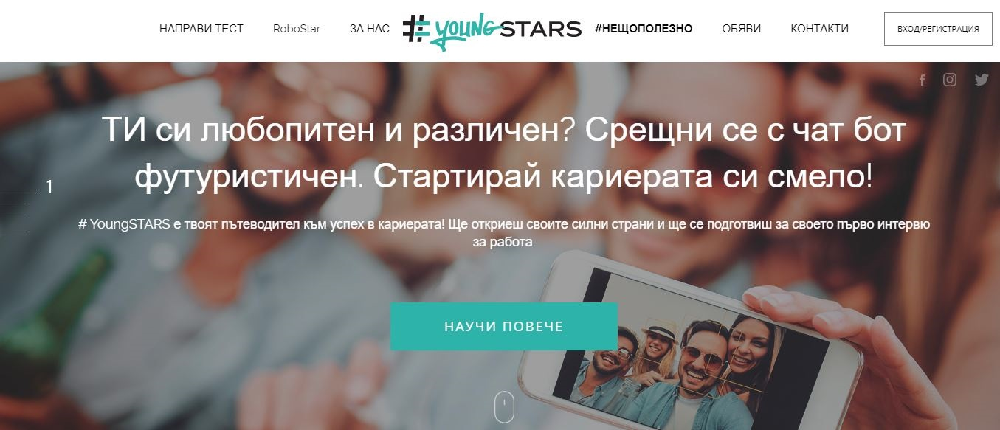 НАПРАВИ ТЕСТ
RoboStar
ЗА НАС
#YOUNGSTARS
#НЕЩОПОЛЕЗНО
ОБЯВИ
КОНТАКТИ
ВХОД/РЕГИСТРАЦИЯ
ТИ си любопитен и различен? Срещни се с чат бот
футуристичен. Стартирай кариерата си смело!
1
# YoungSTARS е твоят пътеводител към успех в кариерата! Ще откриеш своите силни страни и ще се подготвиш за своето първо интервю
за работа.
НАУЧИ ПОВЕЧЕ